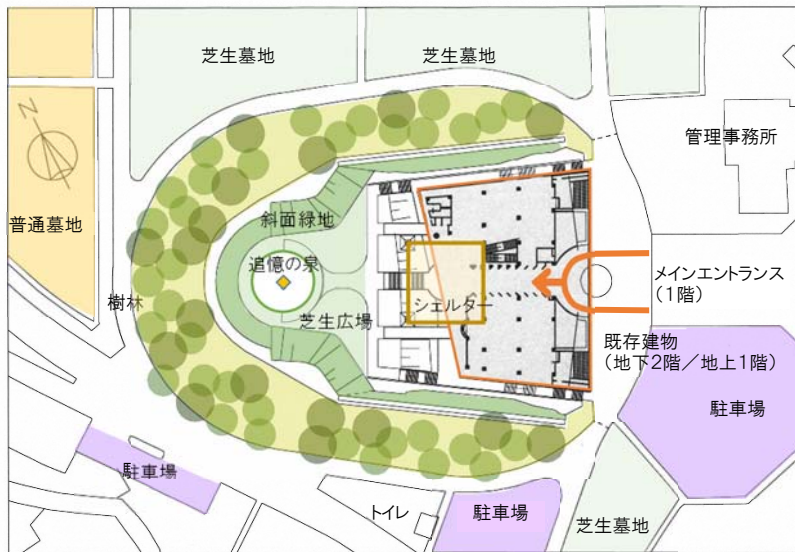 芝生墓地
芝生墓地
管理事務所
N
普通墓地
斜面緑地
追憶の泉
メインエントランス
(1階)
樹林
シェルター
芝生広場
既存建物
(地下2階／地上1階)
駐車場
駐車場
トイレ
駐車場
芝生墓地